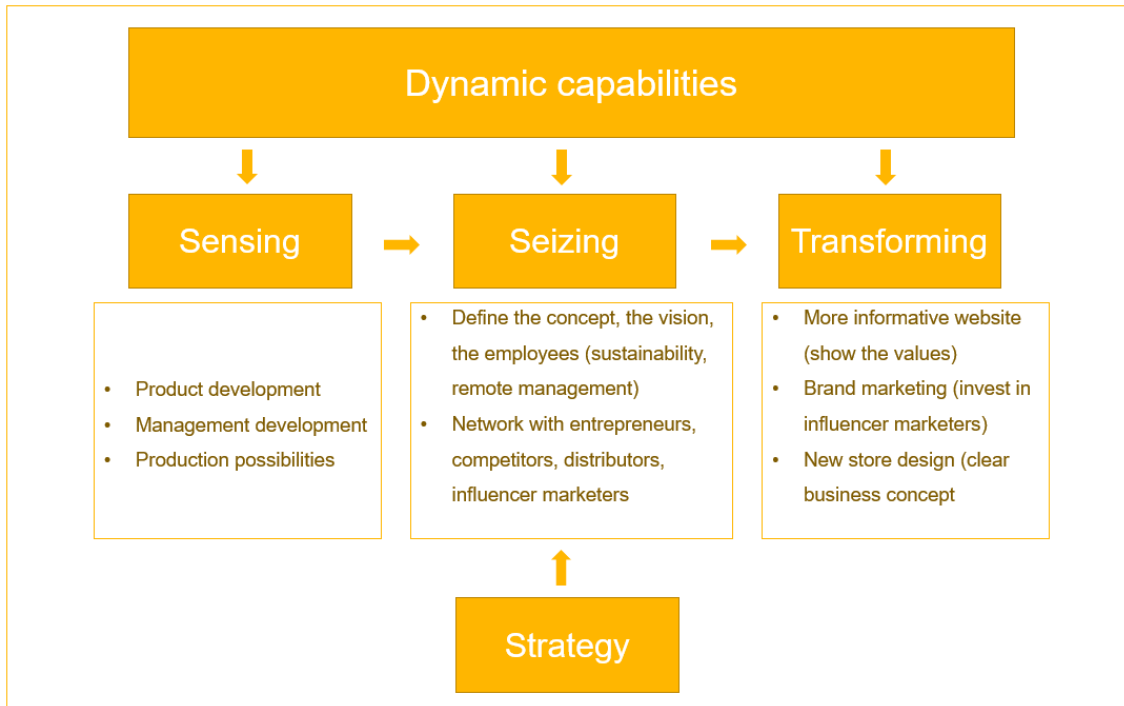 Dynamic capabilities
Sensing
Seizing
Transforming
• Product development
• Management development
• Production possibilities
• Define the concept, the vision,
the employees (sustainability,
remote management)
• Network with entrepreneurs,
competitors, distributors,
influencer marketers
• More informative website
(show the values)
• Brand marketing (invest in
influencer marketers)
• New store design (clear
business concept
Strategy